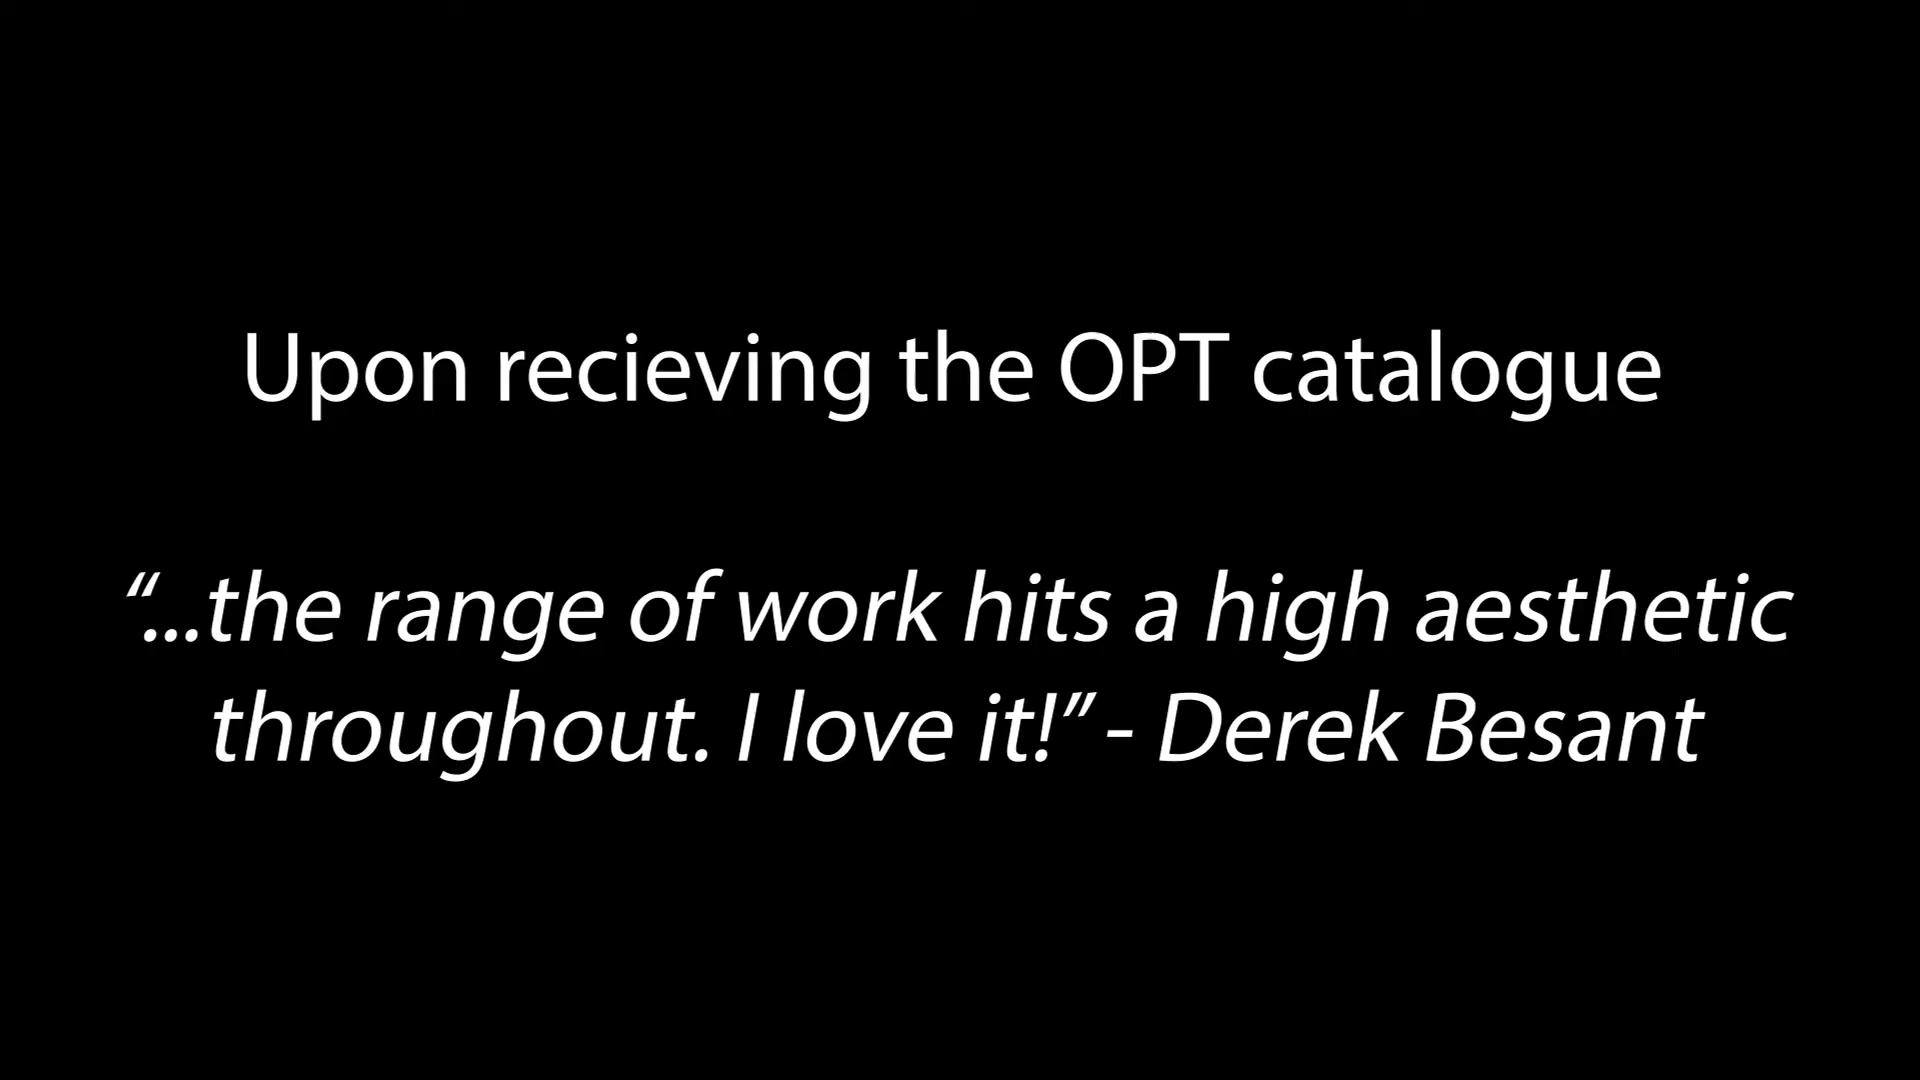 Upon recieving the OPT catalogue
“...the range of work hits a high aesthetic
throughout. I love it!” - Derek Besant